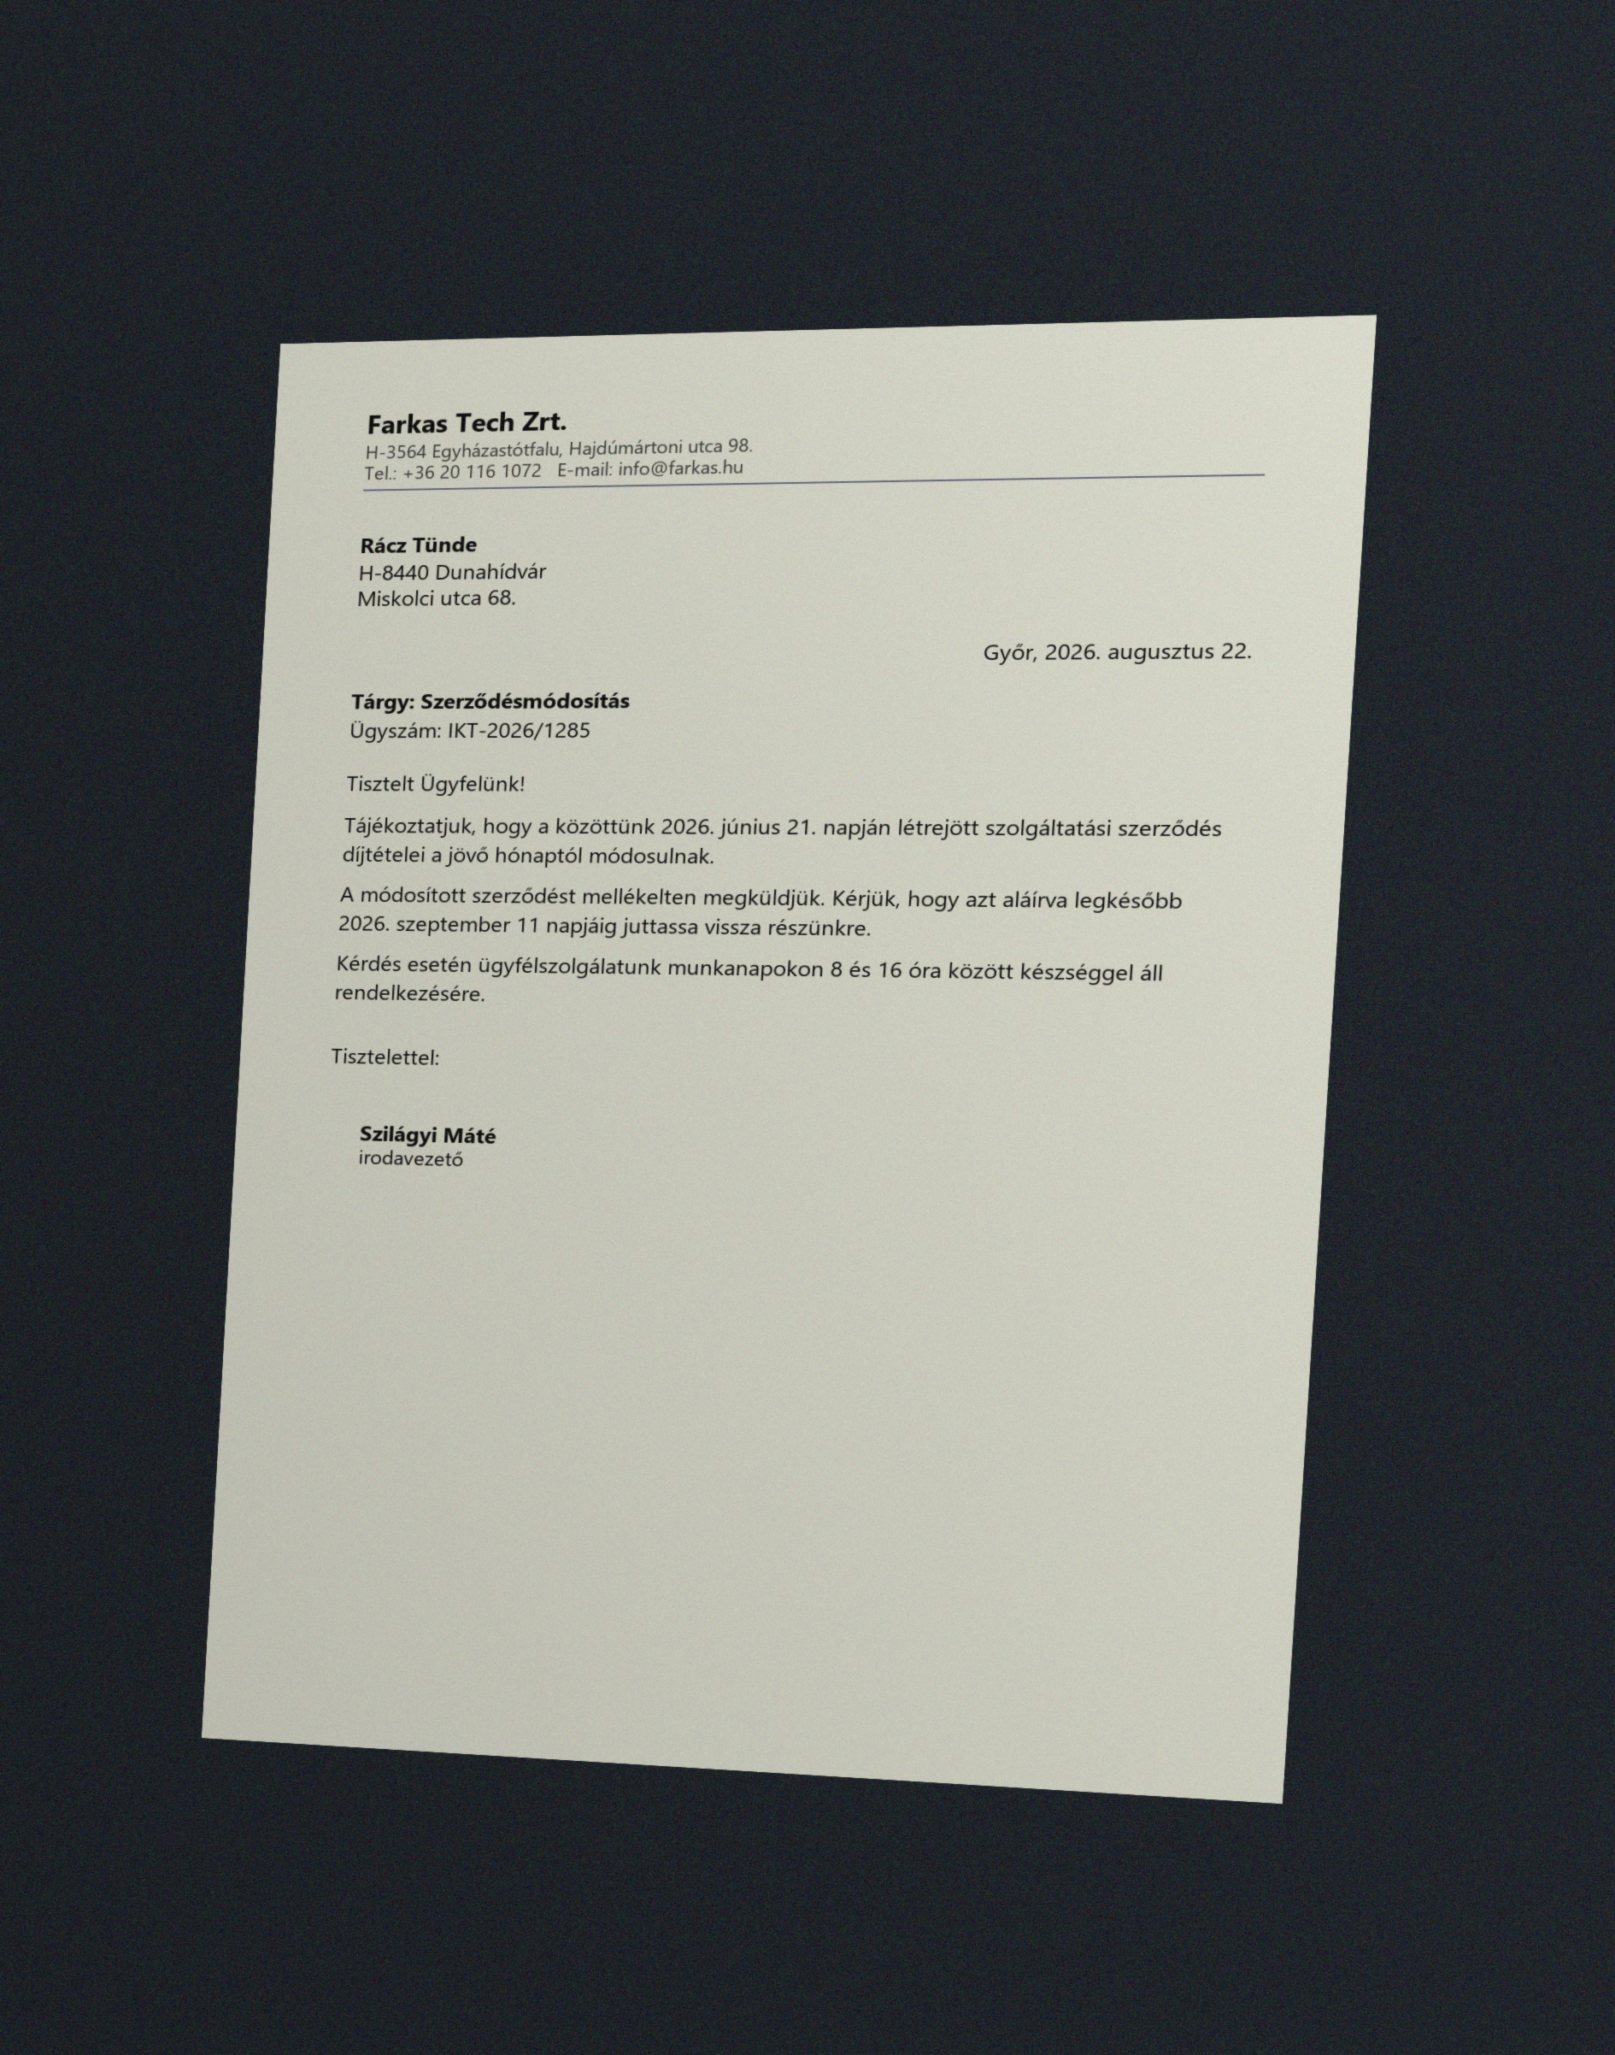 Farkas Tech Zrt.
H-3564 Egyházastótfalu, Hajdúmártoni utca 98.
Tel.: +36 20 116 1072   E-mail: info@farkas.hu
Rácz Tünde
H-8440 Dunahídvár
Miskolci utca 68.
Győr, 2026. augusztus 22.
Tárgy: Szerződésmódosítás
Ügyszám: IKT-2026/1285
Tisztelt Ügyfelünk!
Tájékoztatjuk, hogy a közöttünk 2026. június 21. napján létrejött szolgáltatási szerződés
díjtételei a jövő hónaptól módosulnak.
A módosított szerződést mellékelten megküldjük. Kérjük, hogy azt aláírva legkésőbb
2026. szeptember 11 napjáig juttassa vissza részünkre.
Kérdés esetén ügyfélszolgálatunk munkanapokon 8 és 16 óra között készséggel áll
rendelkezésére.
Tisztelettel:
Szilágyi Máté
irodavezető